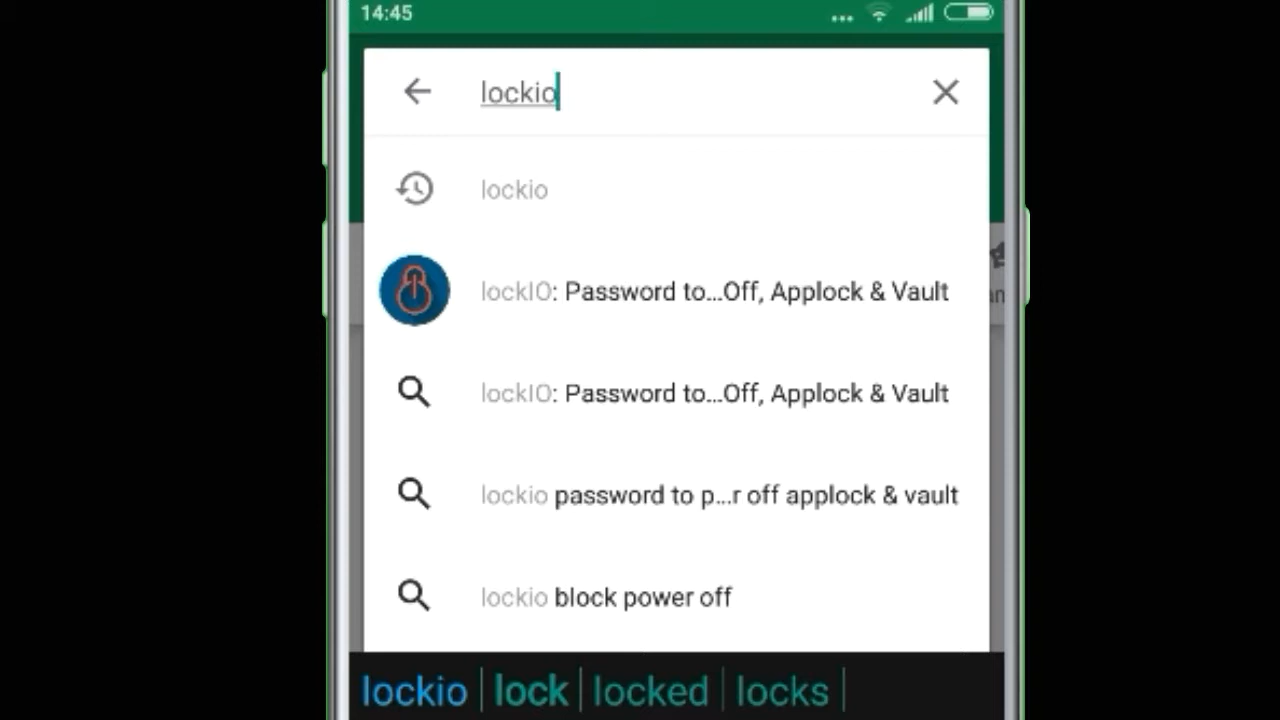 14:45
lockio
lockio
lockIO: Password to...Off, Applock & Vault
lockIO: Password to...Off, Applock & Vault
lockio password to p...r off applock & vault
lockio block power off
lockio lock locked locks